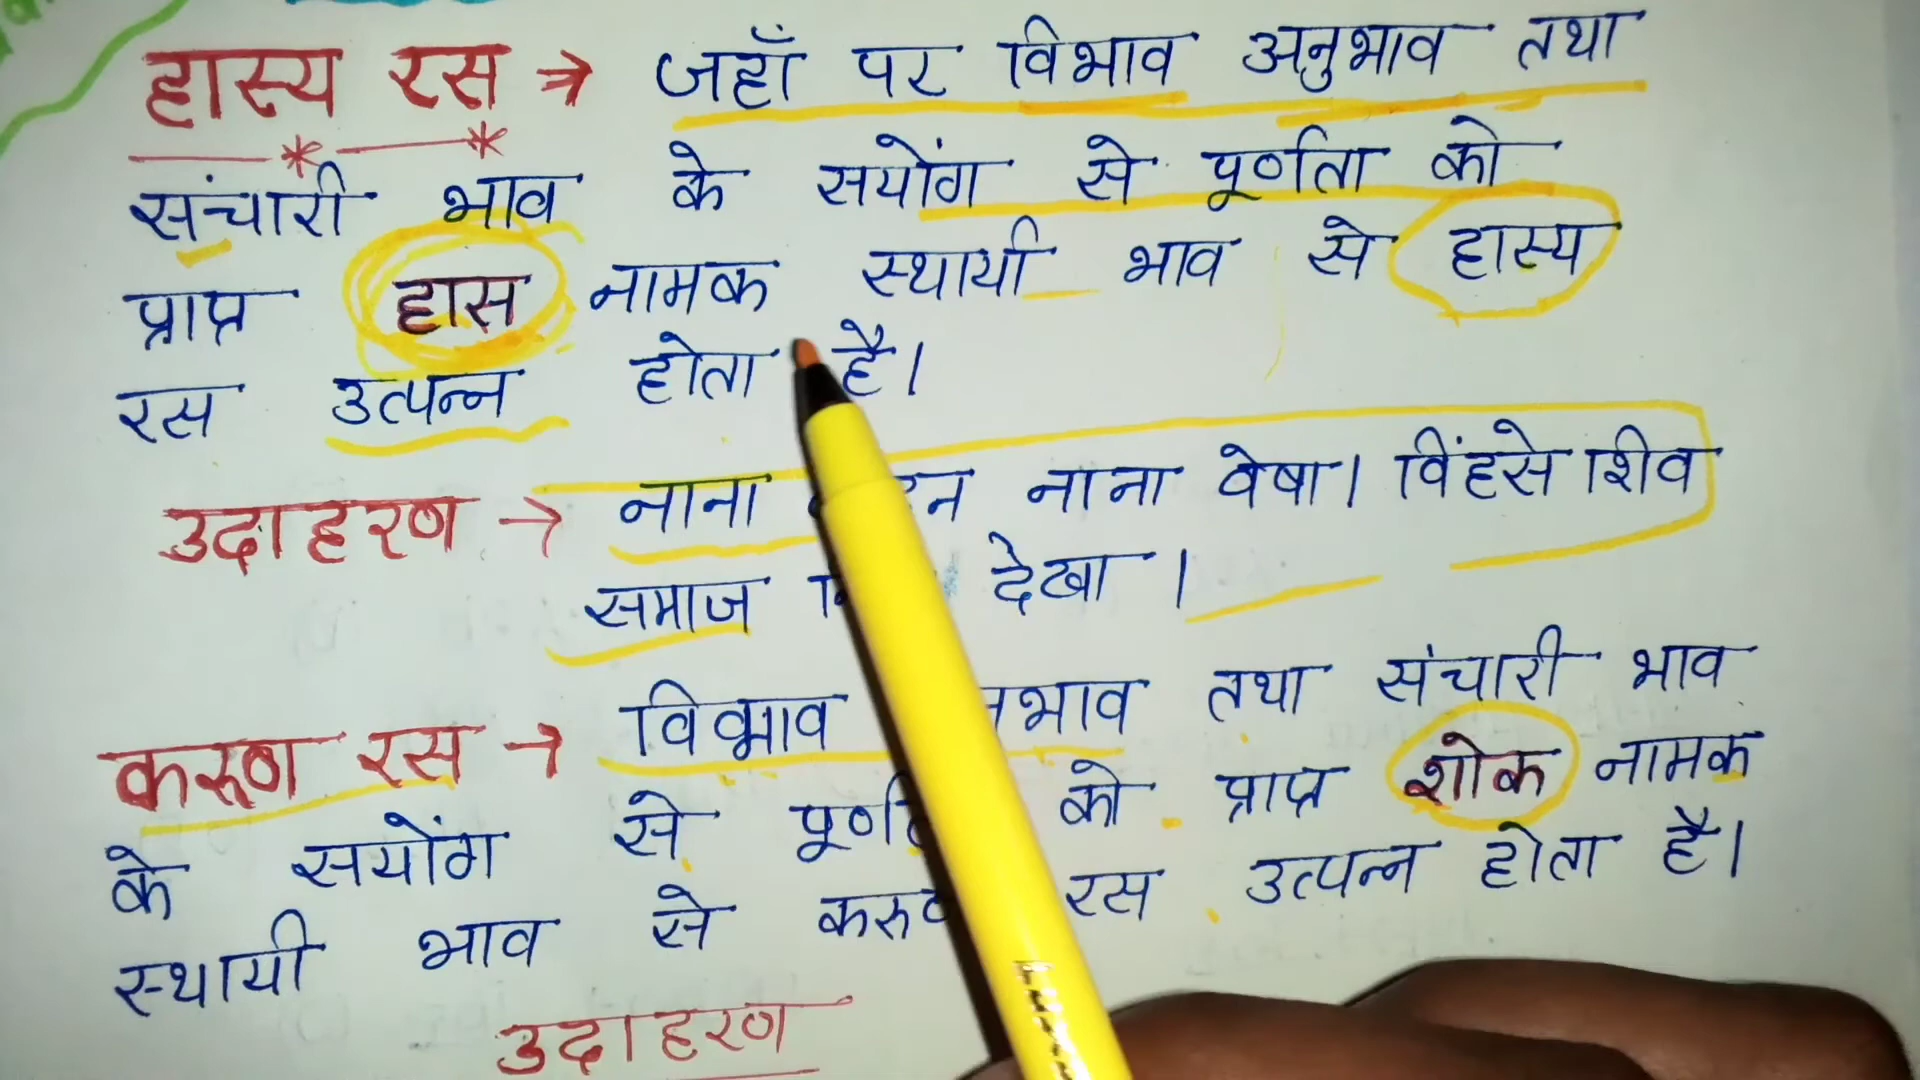 हास्य रस → जहाँ पर विभाव अनुभाव तथा
संचारी भाव के सयोंग से पूर्णता को
प्राप्त हास नामक स्थायी भाव से हास्य
रस उत्पन्न होता है।
उदाहरण → नाना नाना वेषा। विंहसे शिव
समाज देखा ।
करूण रस → विभाव तथा संचारी भाव
के सयोंग से को प्राप्त शोक नामक
स्थायी भाव से रस उत्पन्न होता है।
उदाहरण